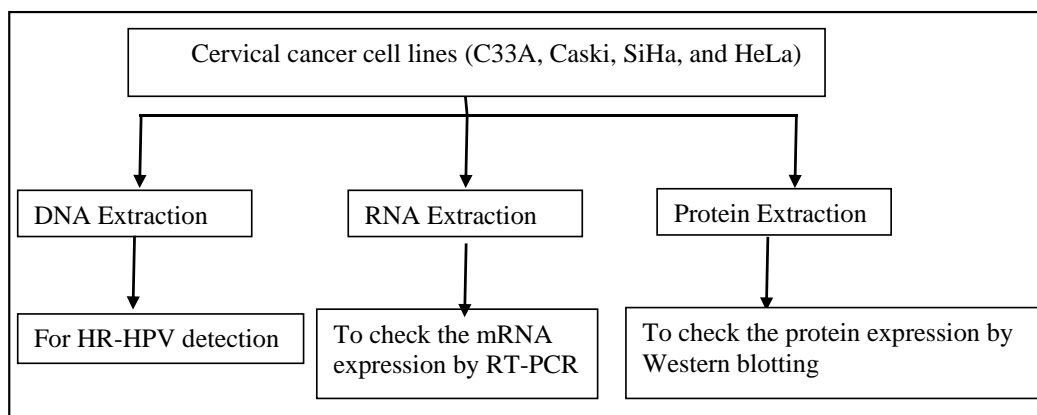 Cervical cancer cell lines (C33A, Caski, SiHa, and HeLa)
DNA Extraction
RNA Extraction
Protein Extraction
For HR-HPV detection
To check the mRNA
expression by RT-PCR
To check the protein expression by
Western blotting